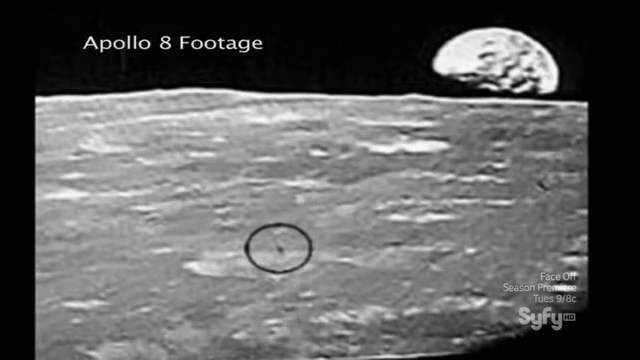 Apollo 8 Footage
Face Off
Season Premiere
Tues 9/8c
Syfy HD